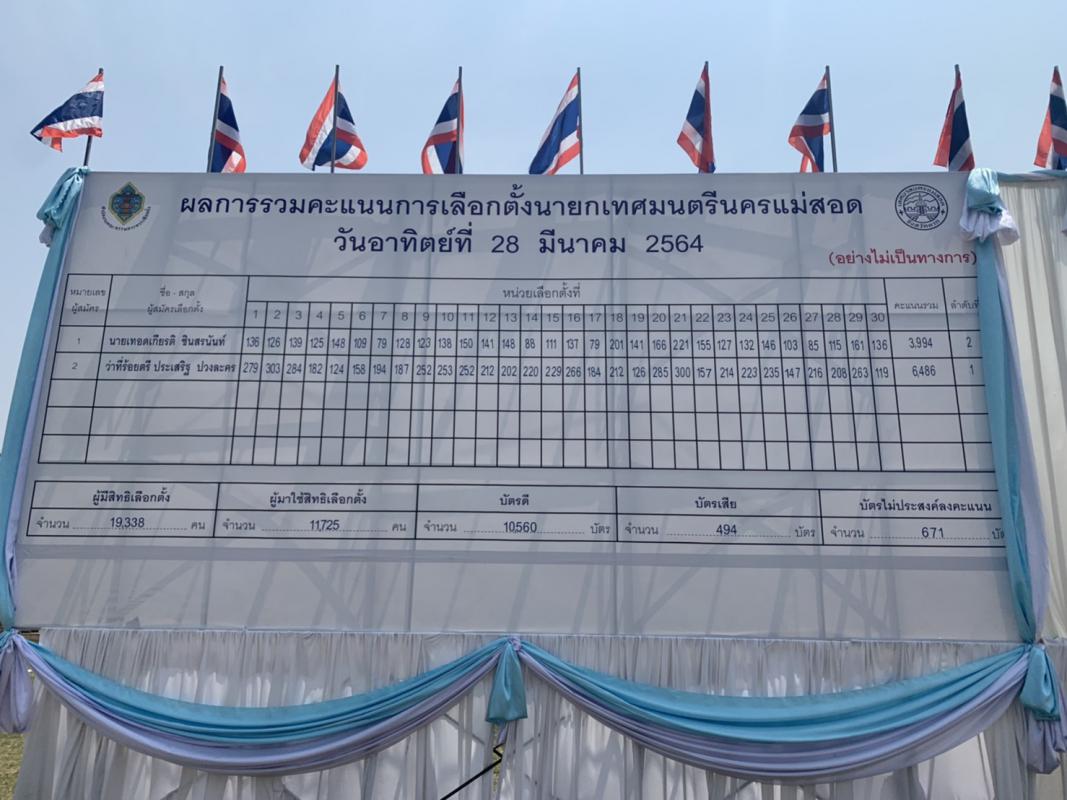 ผลการรวมคะแนนการเลือกตั้งนายกเทศมนตรีนครแม่สอด
วันอาทิตย์ที่ 28 มีนาคม 2564
(อย่างไม่เป็นทางการ)
หมายเลขผู้สมัคร ชื่อ - สกุล ผู้สมัครเลือกตั้ง หน่วยเลือกตั้งที่ คะแนนรวม ลำดับที่
1 2 3 4 5 6 7 8 9 10 11 12 13 14 15 16 17 18 19 20 21 22 23 24 25 26 27 28 29 30
1 นายเทอดเกียรติ ชินสรนันท์ 136 126 139 125 148 109 79 128 123 138 150 141 148 88 111 137 79 201 141 166 221 155 127 132 146 103 85 115 161 136 3,994 2
2 ว่าที่ร้อยตรี ประเสริฐ ปวงละคร 279 303 284 182 124 158 194 187 252 253 252 212 202 220 229 266 184 212 126 285 300 157 214 223 235 147 216 208 263 119 6,486 1
ผู้มีสิทธิเลือกตั้ง ผู้มาใช้สิทธิเลือกตั้ง บัตรดี บัตรเสีย บัตรไม่ประสงค์ลงคะแนน
จำนวน 19,338 คน จำนวน 11,725 คน จำนวน 10,560 บัตร จำนวน 494 บัตร จำนวน 671